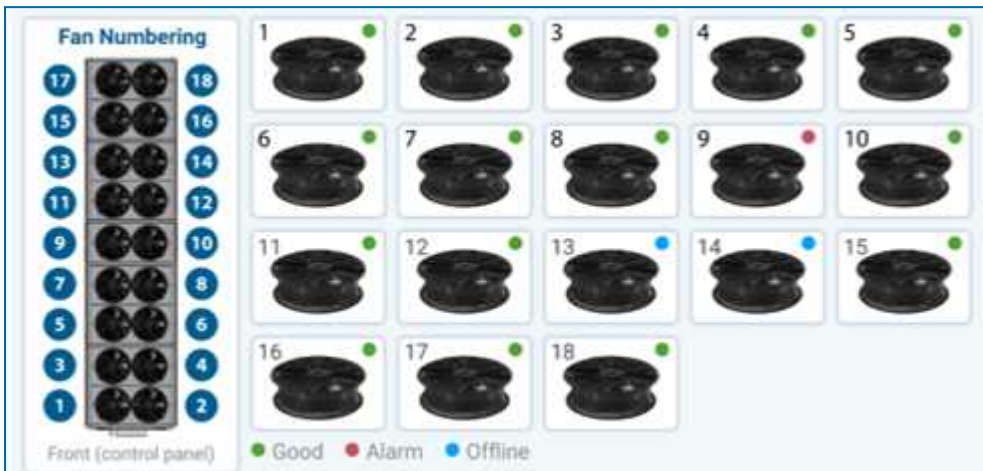 Fan Numbering
17 18
15 16
13 14
11 12
9 10
7 8
5 6
3 4
1 2
Front (control panel)
1 2 3 4 5
6 7 8 9 10
11 12 13 14 15
16 17 18
Good Alarm Offline